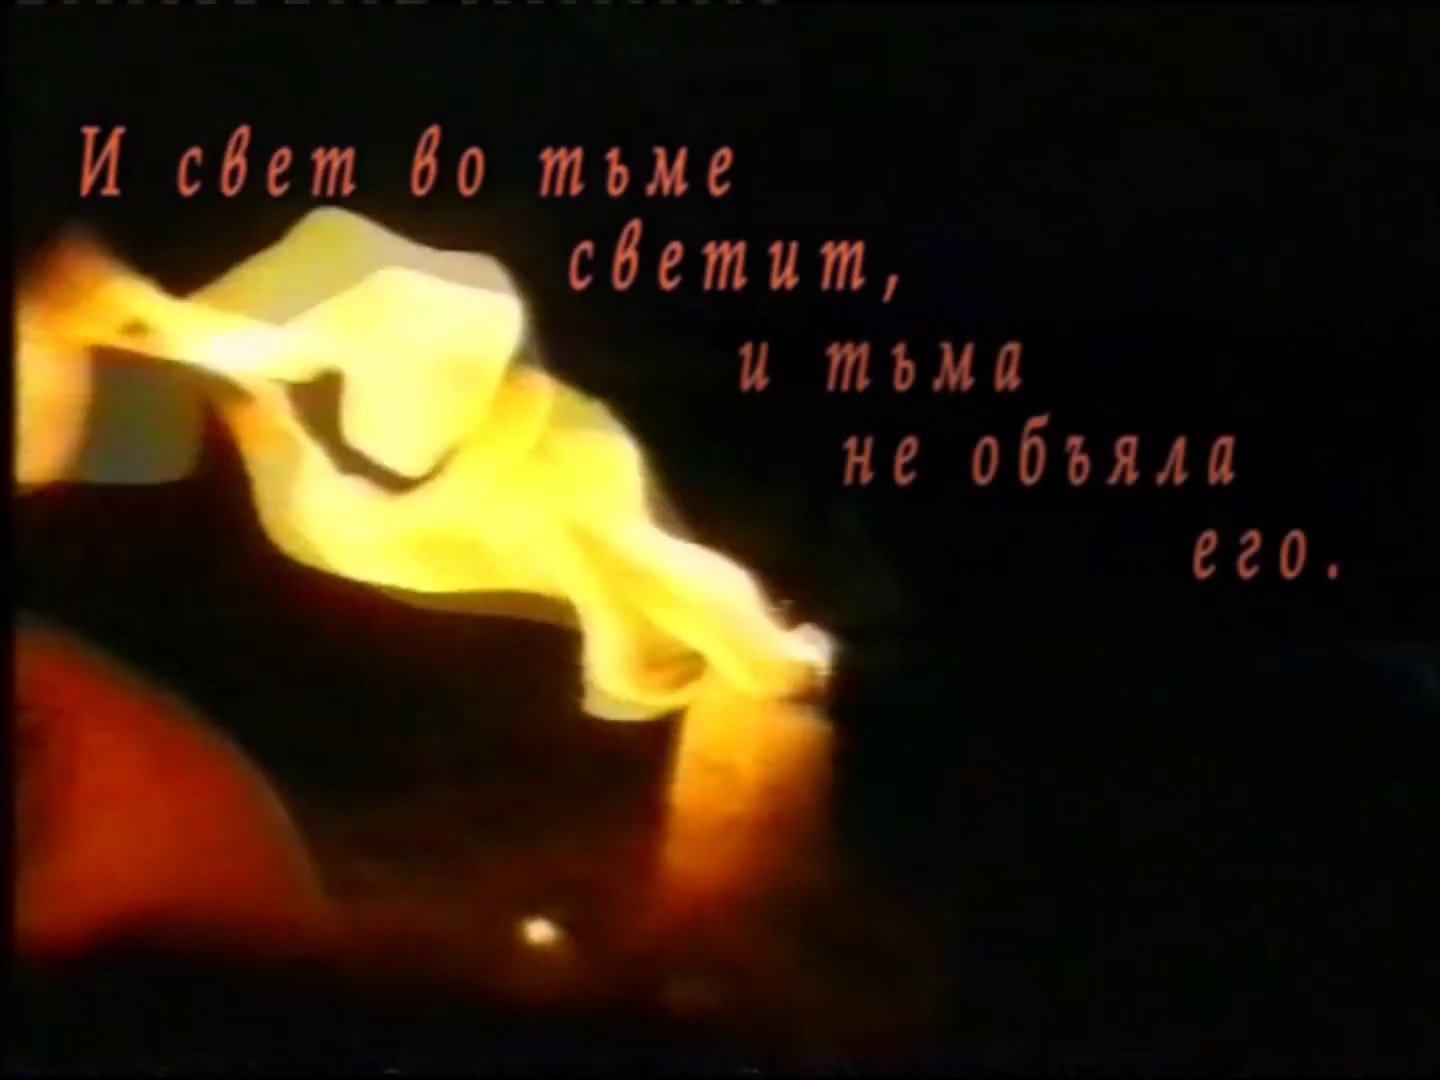 И свет во тьме
светит,
и тьма
не объяла
его.